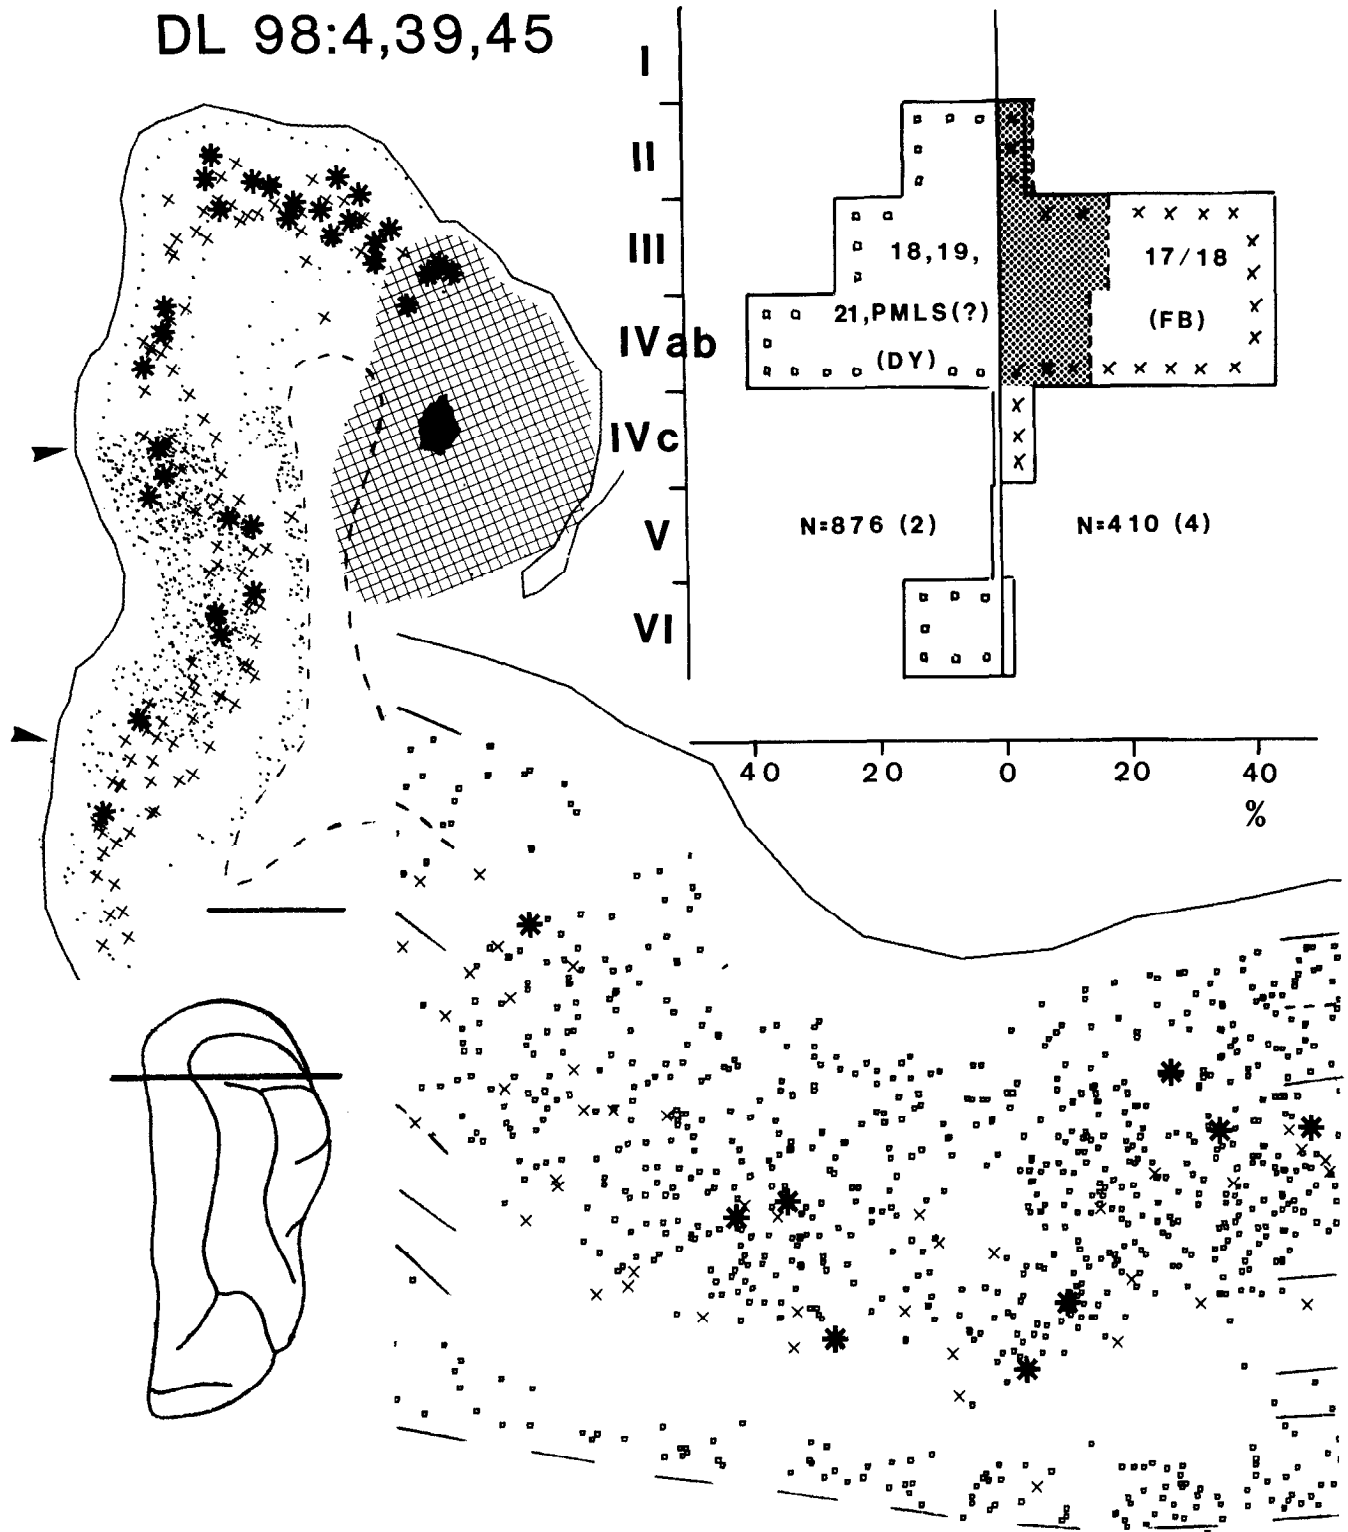 DL 98:4,39,45
I
II
III
IVab
IVc
V
VI
18,19,
21,PMLS(?)
(DY)
17/18
(FB)
N=876 (2)
N=410 (4)
40 20 0 20 40
%